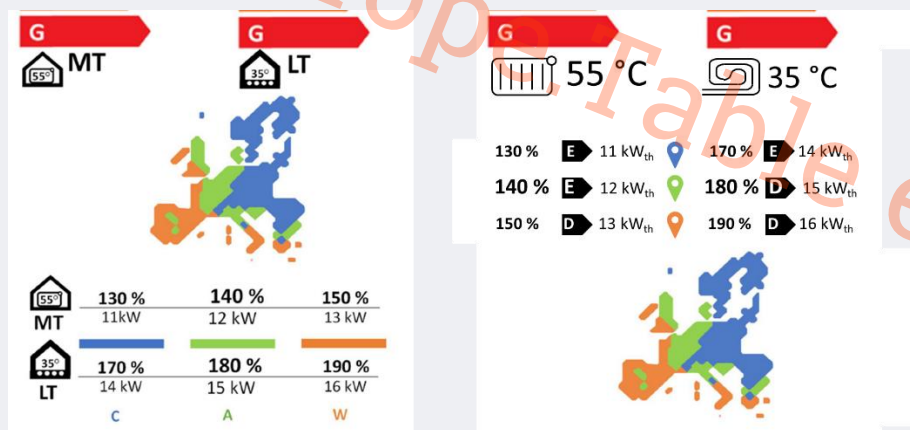 G G
55° MT 35° LT
55° 130 % 140 % 150 %
MT 11kW 12 kW 13 kW
35° 170 % 180 % 190 %
LT 14 kW 15 kW 16 kW
C A W
G G
55 °C 35 °C
130 % E 11 kWth 170 % E 14 kWth
140 % E 12 kWth 180 % D 15 kWth
150 % D 13 kWth 190 % D 16 kWth
ope.Table